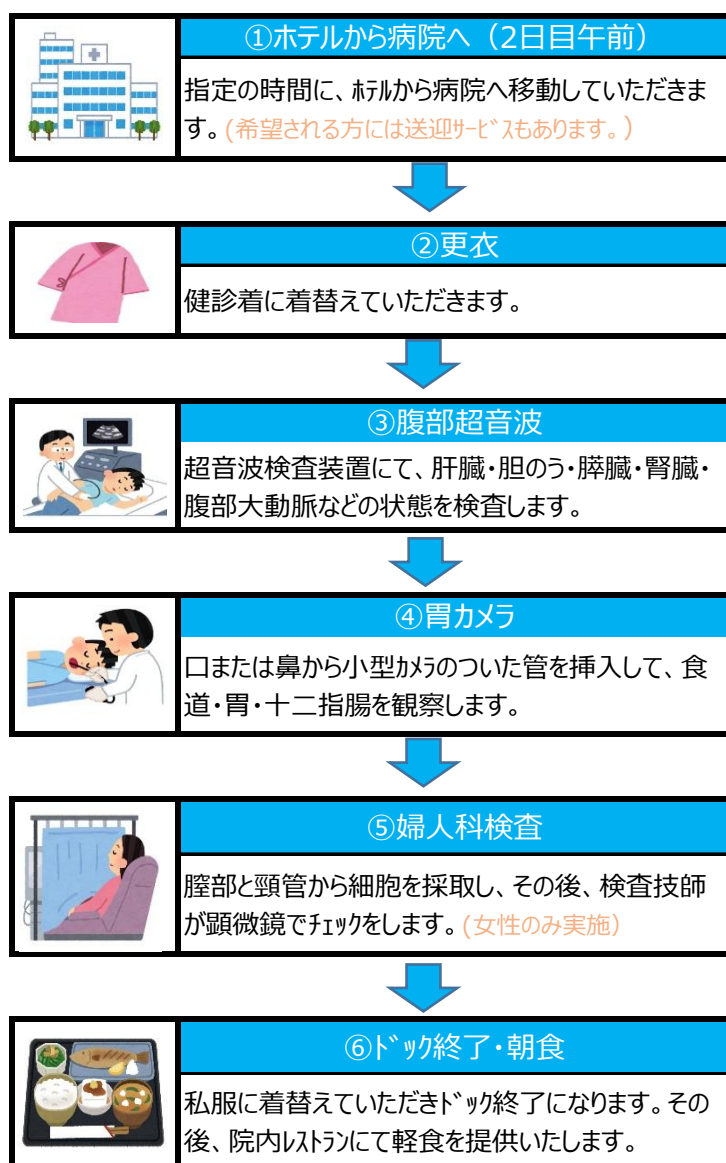 ①ホテルから病院へ（2日目午前）
指定の時間に、ﾎﾃﾙから病院へ移動していただきま
す。(希望される方には送迎ｻｰﾋﾞｽもあります。）
②更衣
健診着に着替えていただきます。
③腹部超音波
超音波検査装置にて、肝臓・胆のう・膵臓・腎臓・
腹部大動脈などの状態を検査します。
④胃カメラ
口または鼻から小型ｶﾒﾗのついた管を挿入して、食
道・胃・十二指腸を観察します。
⑤婦人科検査
膣部と頸管から細胞を採取し、その後、検査技師
が顕微鏡でﾁｪｯｸをします。(女性のみ実施）
⑥ﾄﾞｯｸ終了・朝食
私服に着替えていただきﾄﾞｯｸ終了になります。その
後、院内ﾚｽﾄﾗﾝにて軽食を提供いたします。